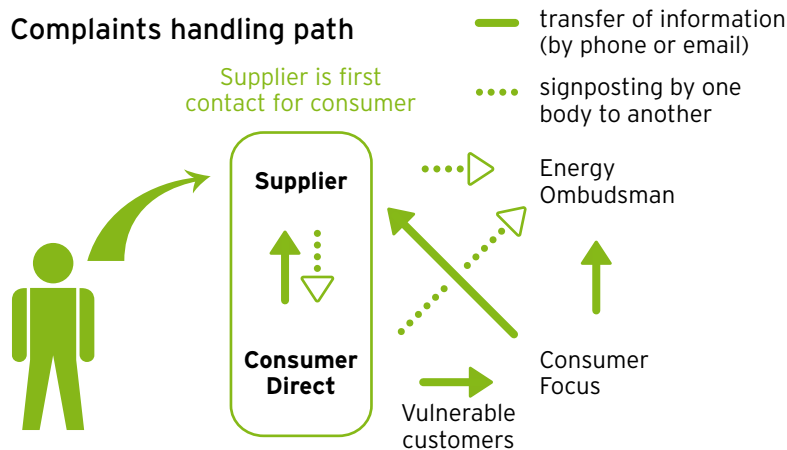 Complaints handling path
transfer of information
(by phone or email)
signposting by one
body to another
Supplier is first
contact for consumer
Supplier
Energy
Ombudsman
Consumer
Direct
Consumer
Focus
Vulnerable
customers